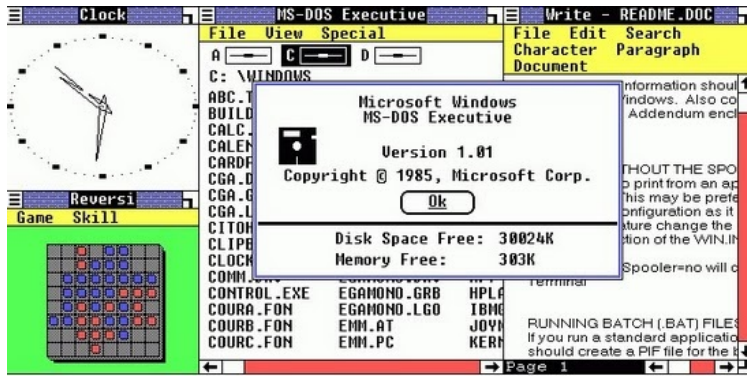 Clock
MS-DOS Executive
Write - README.DOC
File View Special
File Edit Search
Character Paragraph
Document
A C D
C: \WINDOWS
ABC.T
BUILD
CALC.
CALEN
CARDF
CGA.D
CGA.G
CGA.L
CITOH
CLIPB
CLOCK
COMM.
CONTROL.EXE EGAMONO.GRB HPLA
COURA.FON EGAMONO.LGO IBMG
COURB.FON EMM.AT JOYM
COURC.FON EMM.PC KERN
Microsoft Windows
MS-DOS Executive
Version 1.01
Copyright © 1985, Microsoft Corp.
Ok
Disk Space Free: 30024K
Memory Free: 303K
Reversi
Game Skill
nformation shoul
indows. Also co
Addendum encl
THOUT THE SPO
print from an ap
his may be prefe
onfiguration as it
ature change the
tion of the WIN.IN
Spooler=no will c
Terminal
RUNNING BATCH (.BAT) FILES
If you run a standard applicatio
should create a PIF file for the b
Page 1